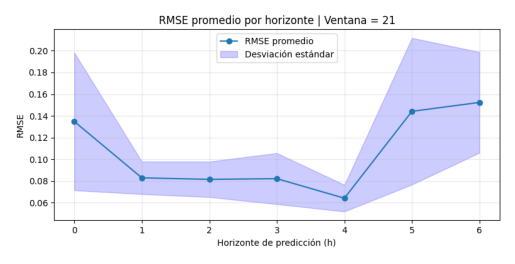 RMSE promedio por horizonte | Ventana = 21
RMSE promedio
Desviación estándar
RMSE
0.20
0.18
0.16
0.14
0.12
0.10
0.08
0.06
0 1 2 3 4 5 6
Horizonte de predicción (h)